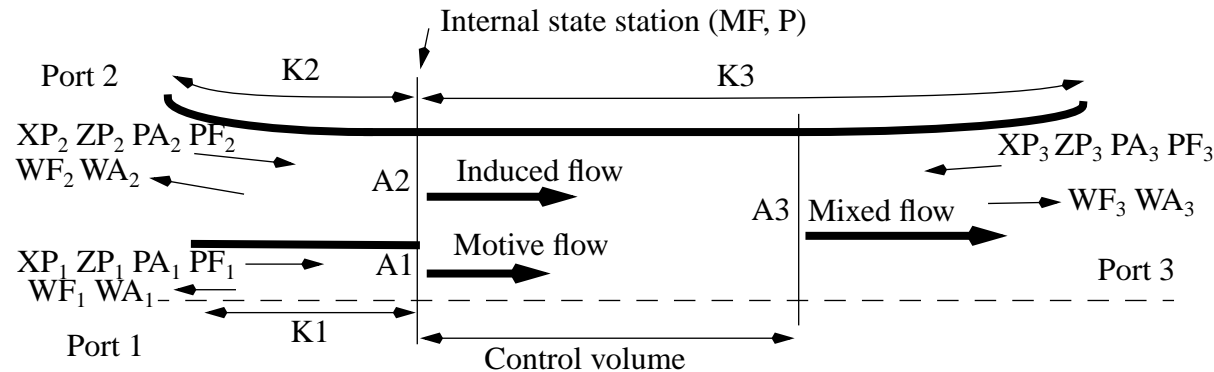 Internal state station (MF, P)
Port 2
K2
K3
XP2 ZP2 PA2 PF2
WF2 WA2
XP3 ZP3 PA3 PF3
WF3 WA3
A2
Induced flow
A3
Mixed flow
Motive flow
A1
XP1 ZP1 PA1 PF1
WF1 WA1
Port 3
K1
Port 1
Control volume